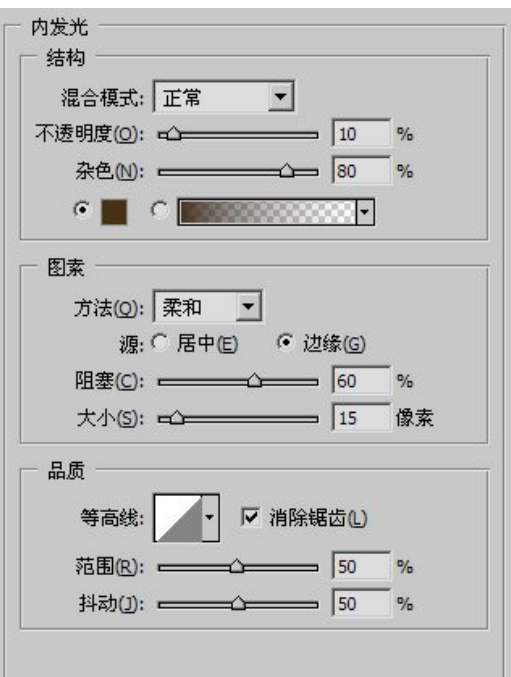 内发光
结构
混合模式: 正常
不透明度(O): 10 %
杂色(N): 80 %
图素
方法(Q): 柔和
源: 居中(E) 边缘(G)
阻塞(C): 60 %
大小(S): 15 像素
品质
等高线: 消除锯齿(L)
范围(R): 50 %
抖动(J): 50 %